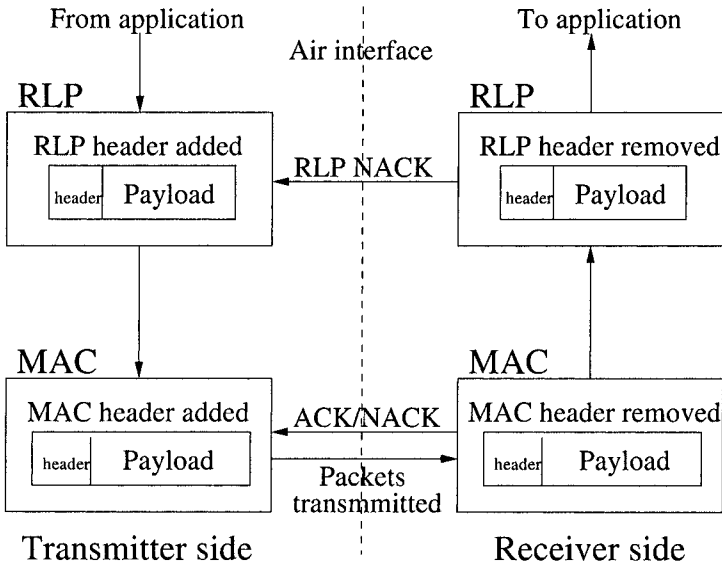 From application
To application
Air interface
RLP
RLP
RLP header added
header
Payload
RLP NACK
RLP header removed
header
Payload
MAC
MAC
MAC header added
header
Payload
ACK/NACK
Packets
transmmitted
MAC header removed
header
Payload
Transmitter side
Receiver side